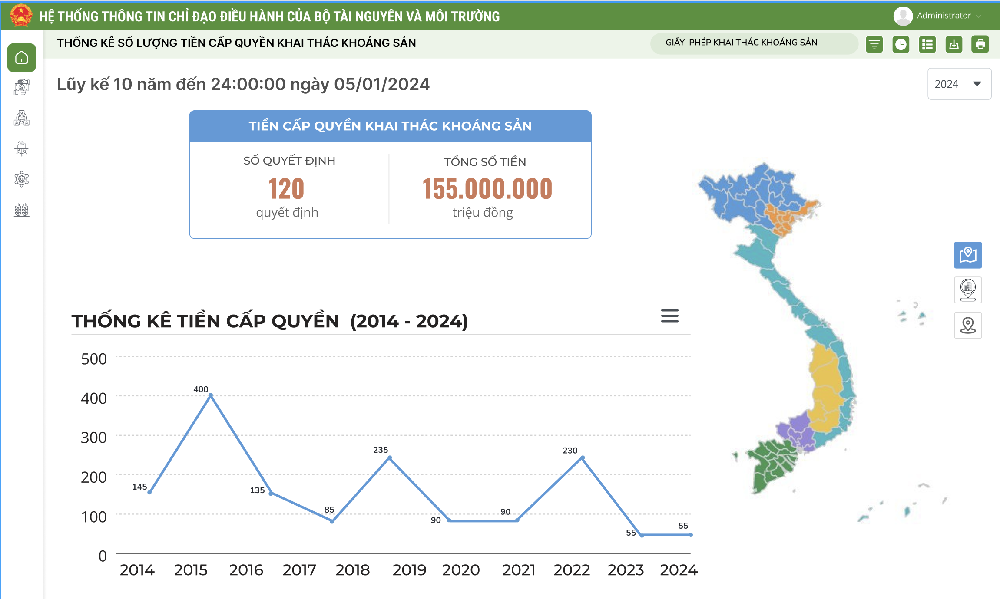 HỆ THỐNG THÔNG TIN CHỈ ĐẠO ĐIỀU HÀNH CỦA BỘ TÀI NGUYÊN VÀ MÔI TRƯỜNG
Administrator
THỐNG KÊ SỐ LƯỢNG TIỀN CẤP QUYỀN KHAI THÁC KHOÁNG SẢN
GIẤY PHÉP KHAI THÁC KHOÁNG SẢN
Lũy kế 10 năm đến 24:00:00 ngày 05/01/2024
2024
TIỀN CẤP QUYỀN KHAI THÁC KHOÁNG SẢN
SỐ QUYẾT ĐỊNH
120
quyết định
TỔNG SỐ TIỀN
155.000.000
triệu đồng
THỐNG KÊ TIỀN CẤP QUYỀN (2014 - 2024)
500
400
300
200
100
0
145
400
135
85
235
90
90
230
55
55
2014 2015 2016 2017 2018 2019 2020 2021 2022 2023 2024